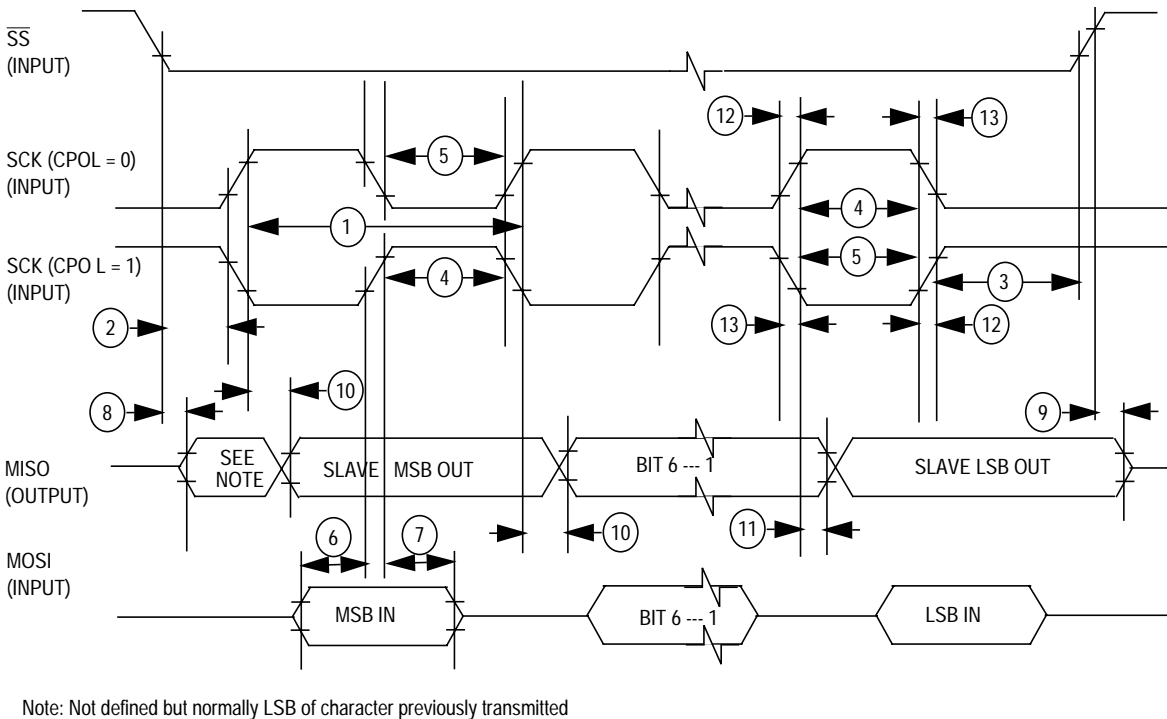 SS
(INPUT)
12
13
SCK (CPOL = 0)
(INPUT)
5
1
4
SCK (CPO L = 1)
(INPUT)
4
5
3
2
13
12
8
10
9
MISO
(OUTPUT)
SEE
NOTE
SLAVE MSB OUT
BIT 6 --- 1
SLAVE LSB OUT
6
7
10
11
MOSI
(INPUT)
MSB IN
BIT 6 --- 1
LSB IN
Note: Not defined but normally LSB of character previously transmitted